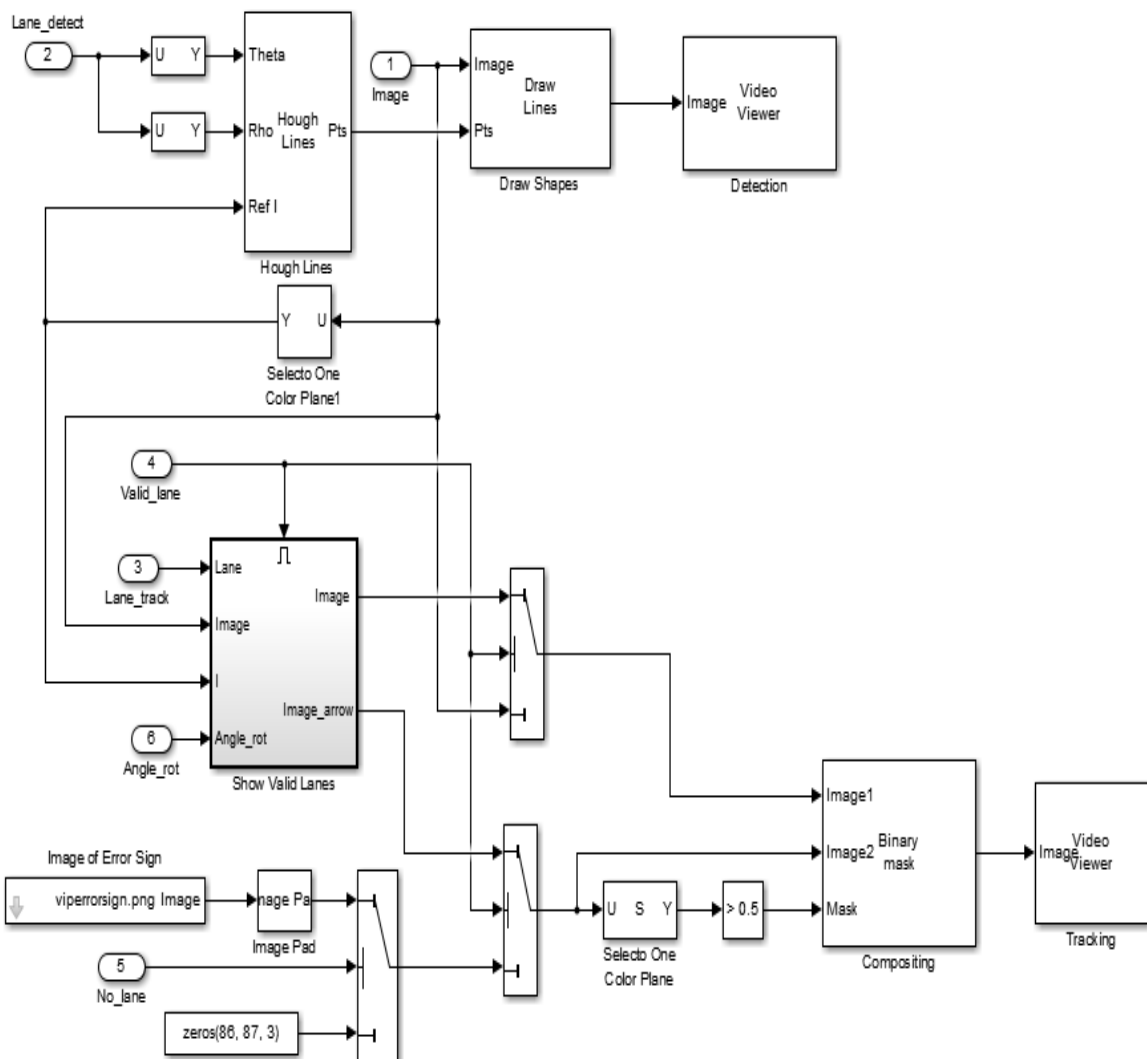 Lane_detect
2
U Y
Theta
1
Image
Image
Draw
Lines
Image
Video
Viewer
U Y
Rho
Hough
Lines
Pts
Pts
Draw Shapes
Detection
Ref I
Hough Lines
Y U
Selecto One
Color Plane1
4
Valid_lane
3
Lane_track
Lane
Image
Image
I
Image_arrow
6
Angle_rot
Angle_rot
Show Valid Lanes
Image1
Image2
Binary
mask
Mask
Compositing
Image
Video
Viewer
Tracking
Image of Error Sign
viperrorsign.png Image
nage Pa
Image Pad
U S Y
> 0.5
Selecto One
Color Plane
5
No_lane
zeros(86, 87, 3)